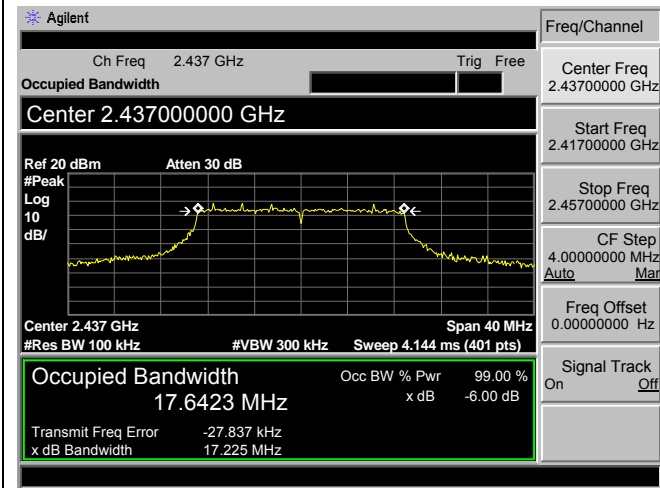 Agilent
Freq/Channel
Ch Freq 2.437 GHz Trig Free
Occupied Bandwidth
Center 2.437000000 GHz
Center Freq
2.43700000 GHz
Start Freq
2.41700000 GHz
Stop Freq
2.45700000 GHz
CF Step
4.00000000 MHz
Auto Mar
Freq Offset
0.00000000 Hz
Signal Track
On Off
Ref 20 dBm Atten 30 dB
#Peak
Log
10
dB/
Center 2.437 GHz Span 40 MHz
#Res BW 100 kHz #VBW 300 kHz Sweep 4.144 ms (401 pts)
Occupied Bandwidth Occ BW % Pwr 99.00 %
17.6423 MHz x dB -6.00 dB
Transmit Freq Error -27.837 kHz
x dB Bandwidth 17.225 MHz